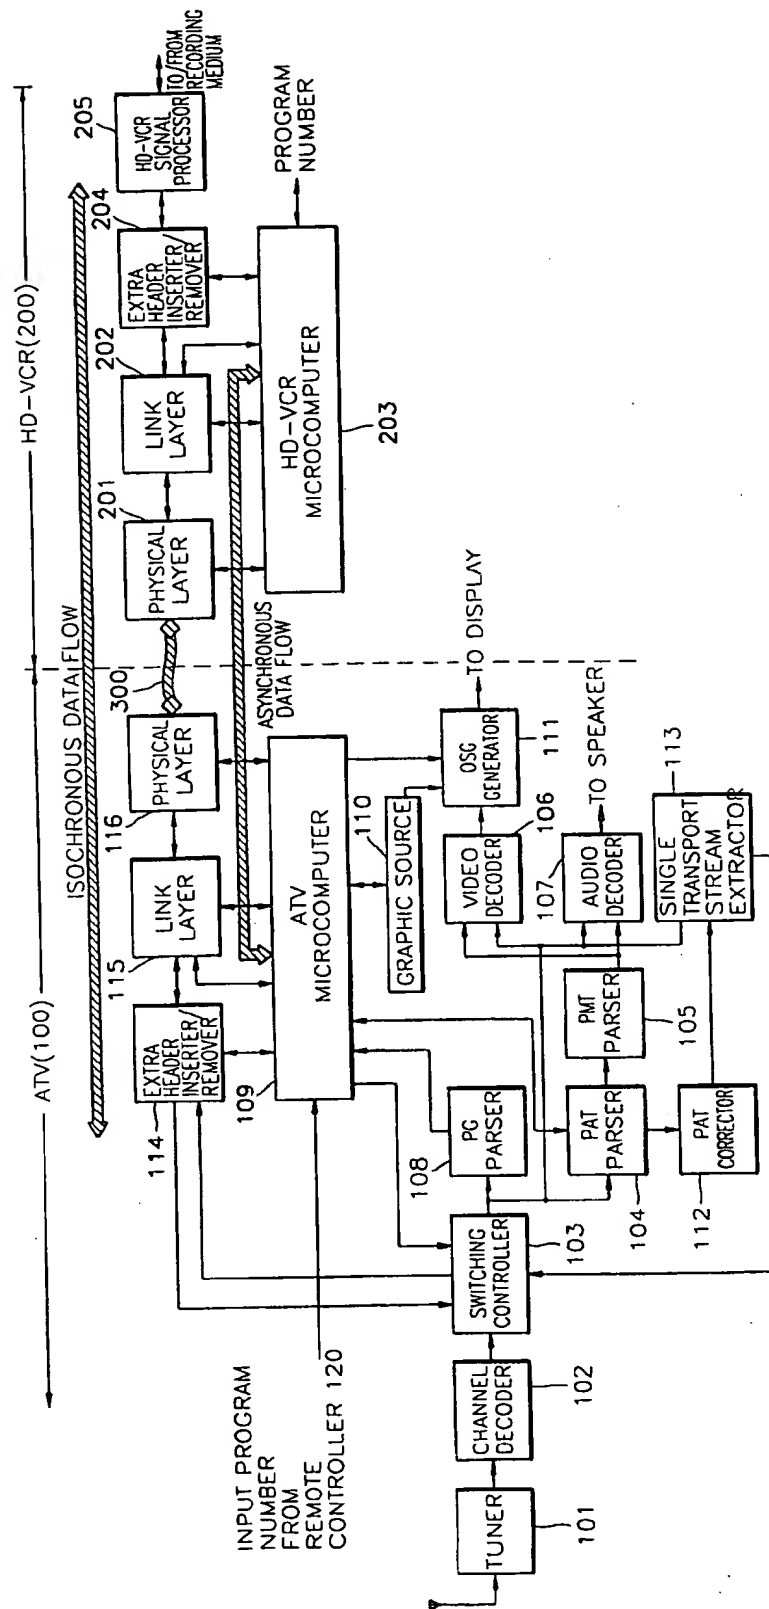 ATV(100)
HD-VCR(200)
ISOCHRONOUS DATA FLOW
EXTRA
HEADER
INSERTER/
REMOVER
114
LINK
LAYER
115
PHYSICAL
LAYER
116
300
PHYSICAL
LAYER
201
LINK
LAYER
202
EXTRA
HEADER
INSERTER/
REMOVER
204
HD-VCR
SIGNAL
PROCESSOR
205
TO/FROM
RECORDING
MEDIUM
ASYNCHRONOUS
DATA FLOW
ATV
MICROCOMPUTER
109
HD-VCR
MICROCOMPUTER
203
PROGRAM
NUMBER
INPUT PROGRAM
NUMBER
FROM
REMOTE
CONTROLLER 120
GRAPHIC SOURCE
110
OSG
GENERATOR
111
TO DISPLAY
TUNER
101
CHANNEL
DECODER
102
SWITCHING
CONTROLLER
103
PG
PARSER
108
VIDEO
DECODER
106
PAT
PARSER
104
PMT
PARSER
105
AUDIO
DECODER
107
TO SPEAKER
PAT
CORRECTOR
112
SINGLE
TRANSPORT
STREAM
EXTRACTOR
113